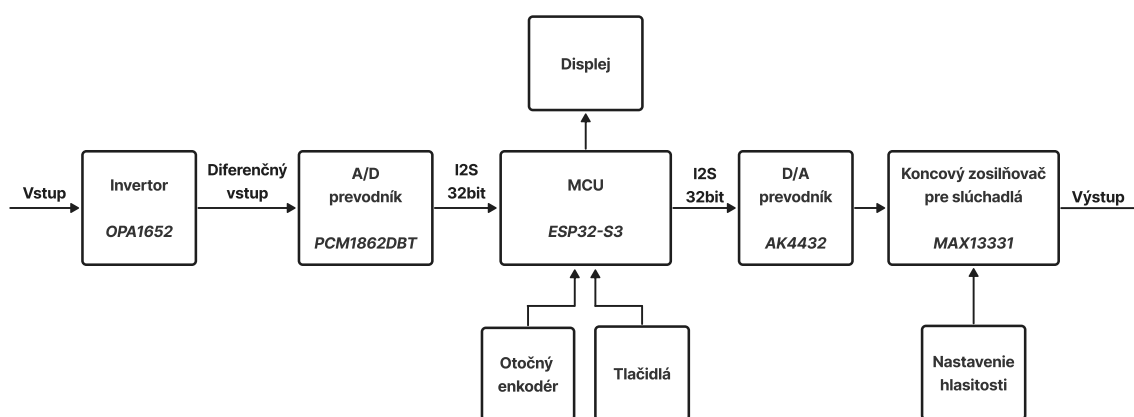 Displej
Vstup
Invertor
OPA1652
Diferenčný
vstup
A/D
prevodník
PCM1862DBT
I2S
32bit
MCU
ESP32-S3
I2S
32bit
D/A
prevodník
AK4432
Koncový zosilňovač
pre slúchadlá
MAX13331
Výstup
Otočný
enkodér
Tlačidlá
Nastavenie
hlasitosti